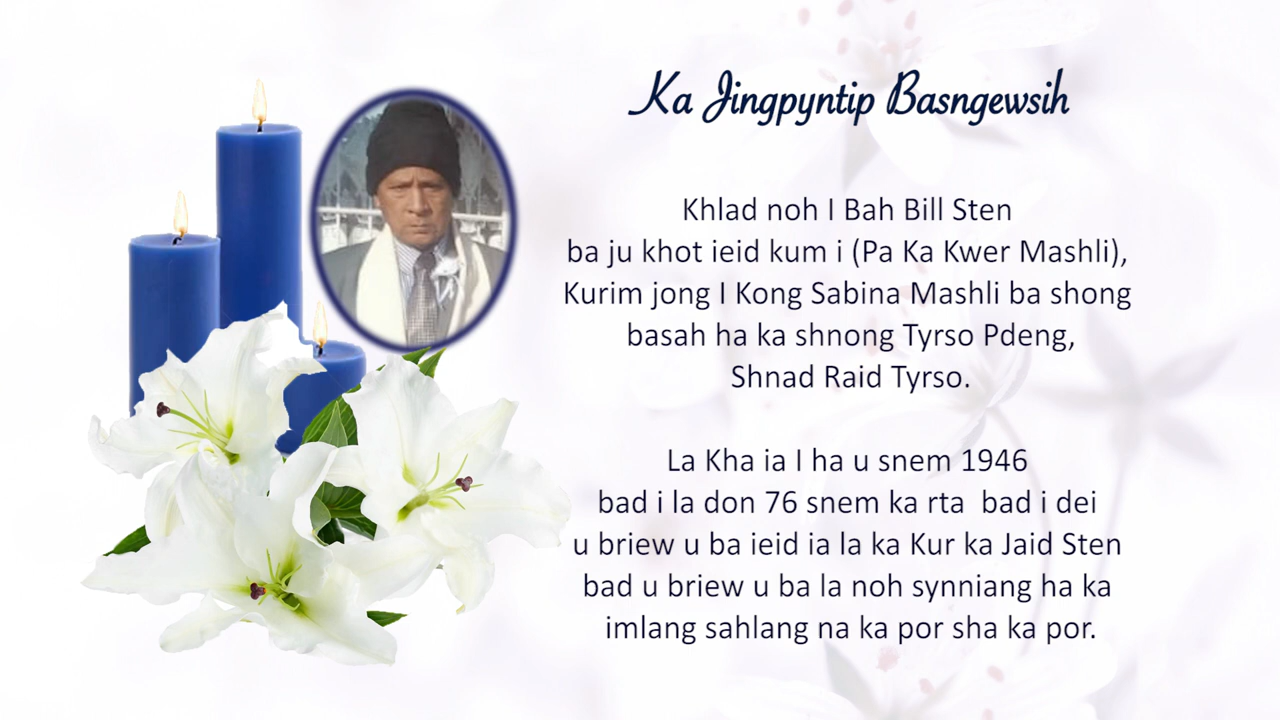 Ka Jingpyntip Basngewsih
Khlad noh I Bah Bill Sten
ba ju khot ieid kum i (Pa Ka Kwer Mashli),
Kurim jong I Kong Sabina Mashli ba shong
basah ha ka shnong Tyrso Pdeng,
Shnad Raid Tyrso.
La Kha ia I ha u snem 1946
bad i la don 76 snem ka rta bad i dei
u briew u ba ieid ia la ka Kur ka Jaid Sten
bad u briew u ba la noh synniang ha ka
imlang sahlang na ka por sha ka por.